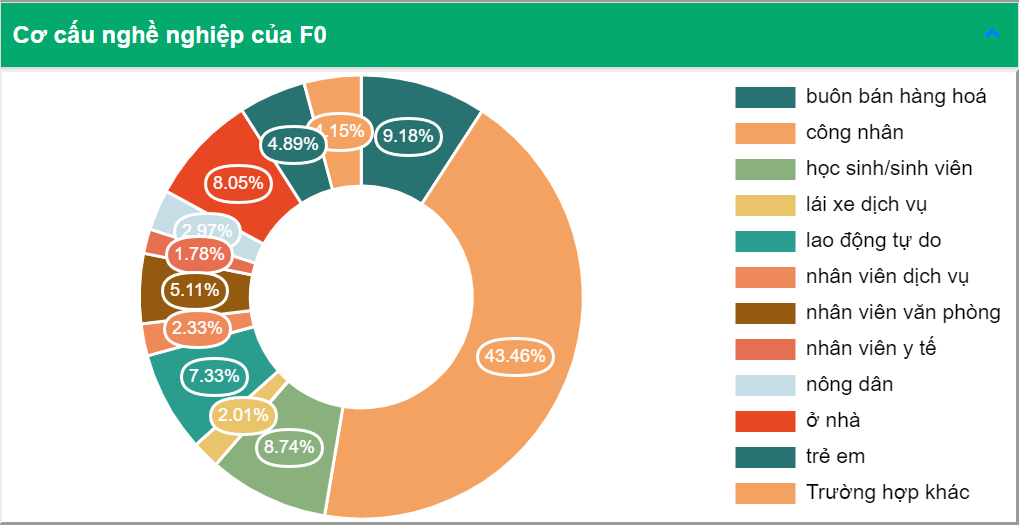 Cơ cấu nghề nghiệp của F0
4.15%
9.18%
4.89%
8.05%
2.97%
1.78%
5.11%
2.33%
7.33%
2.01%
8.74%
43.46%
buôn bán hàng hoá
công nhân
học sinh/sinh viên
lái xe dịch vụ
lao động tự do
nhân viên dịch vụ
nhân viên văn phòng
nhân viên y tế
nông dân
ở nhà
trẻ em
Trường hợp khác